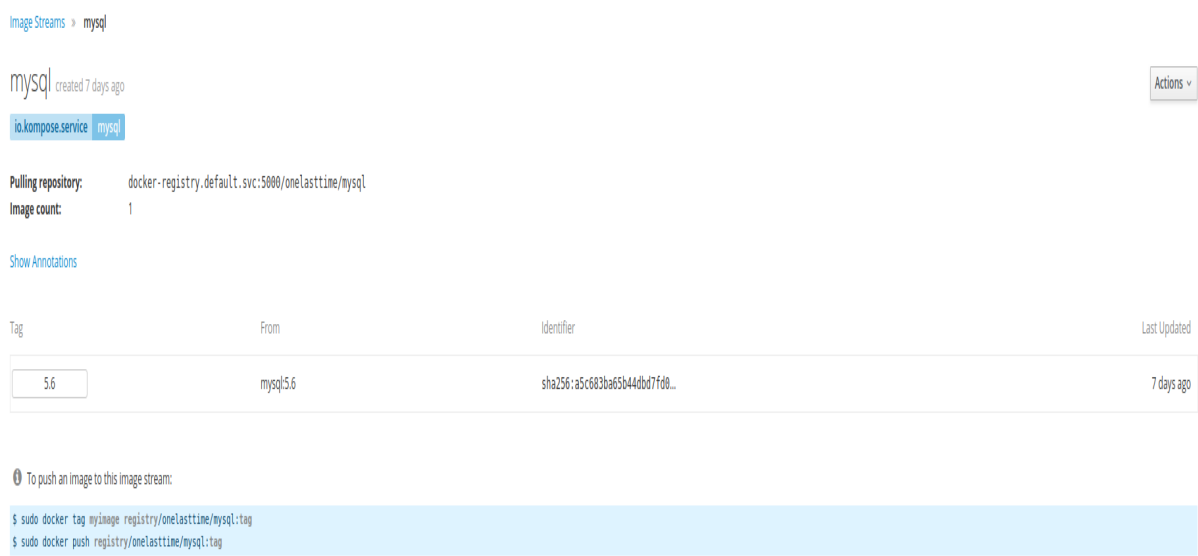 Image Streams » mysql
mysql created 7 days ago
Actions
io.kompose.service mysql
Pulling repository: docker-registry.default.svc:5000/onelasttime/mysql
Image count: 1
Show Annotations
Tag From Identifier Last Updated
5.6 mysql:5.6 sha256:a5c683ba65b44dbd7fd0… 7 days ago
To push an image to this image stream:
$ sudo docker tag myimage registry/onelasttime/mysql:tag
$ sudo docker push registry/onelasttime/mysql:tag